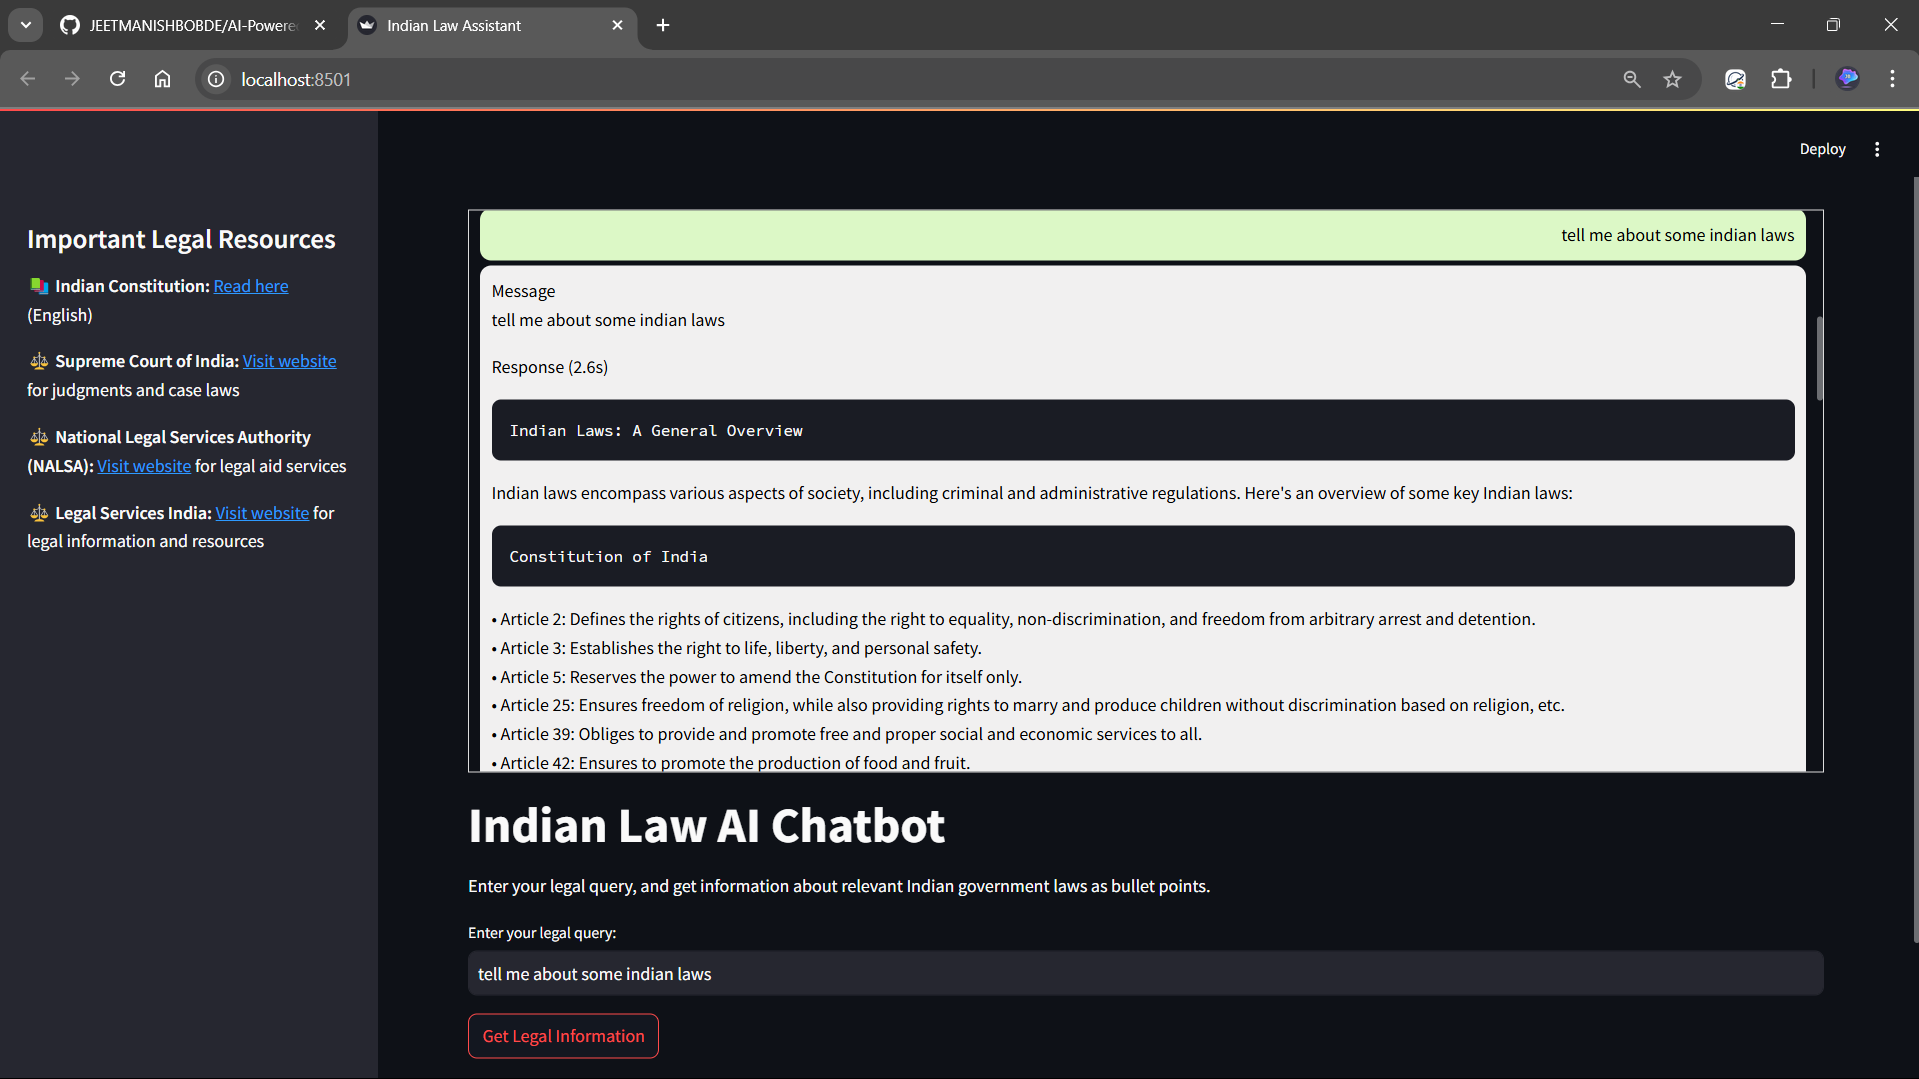 JEETMANISHBOBDE/AI-Powere
Indian Law Assistant
localhost:8501
Deploy
Important Legal Resources
Indian Constitution: Read here
(English)
Supreme Court of India: Visit website
for judgments and case laws
National Legal Services Authority
(NALSA): Visit website for legal aid services
Legal Services India: Visit website for
legal information and resources
tell me about some indian laws
Message
tell me about some indian laws
Response (2.6s)
Indian Laws: A General Overview
Indian laws encompass various aspects of society, including criminal and administrative regulations. Here's an overview of some key Indian laws:
Constitution of India
• Article 2: Defines the rights of citizens, including the right to equality, non-discrimination, and freedom from arbitrary arrest and detention.
• Article 3: Establishes the right to life, liberty, and personal safety.
• Article 5: Reserves the power to amend the Constitution for itself only.
• Article 25: Ensures freedom of religion, while also providing rights to marry and produce children without discrimination based on religion, etc.
• Article 39: Obliges to provide and promote free and proper social and economic services to all.
• Article 42: Ensures to promote the production of food and fruit.
Indian Law AI Chatbot
Enter your legal query, and get information about relevant Indian government laws as bullet points.
Enter your legal query:
tell me about some indian laws
Get Legal Information